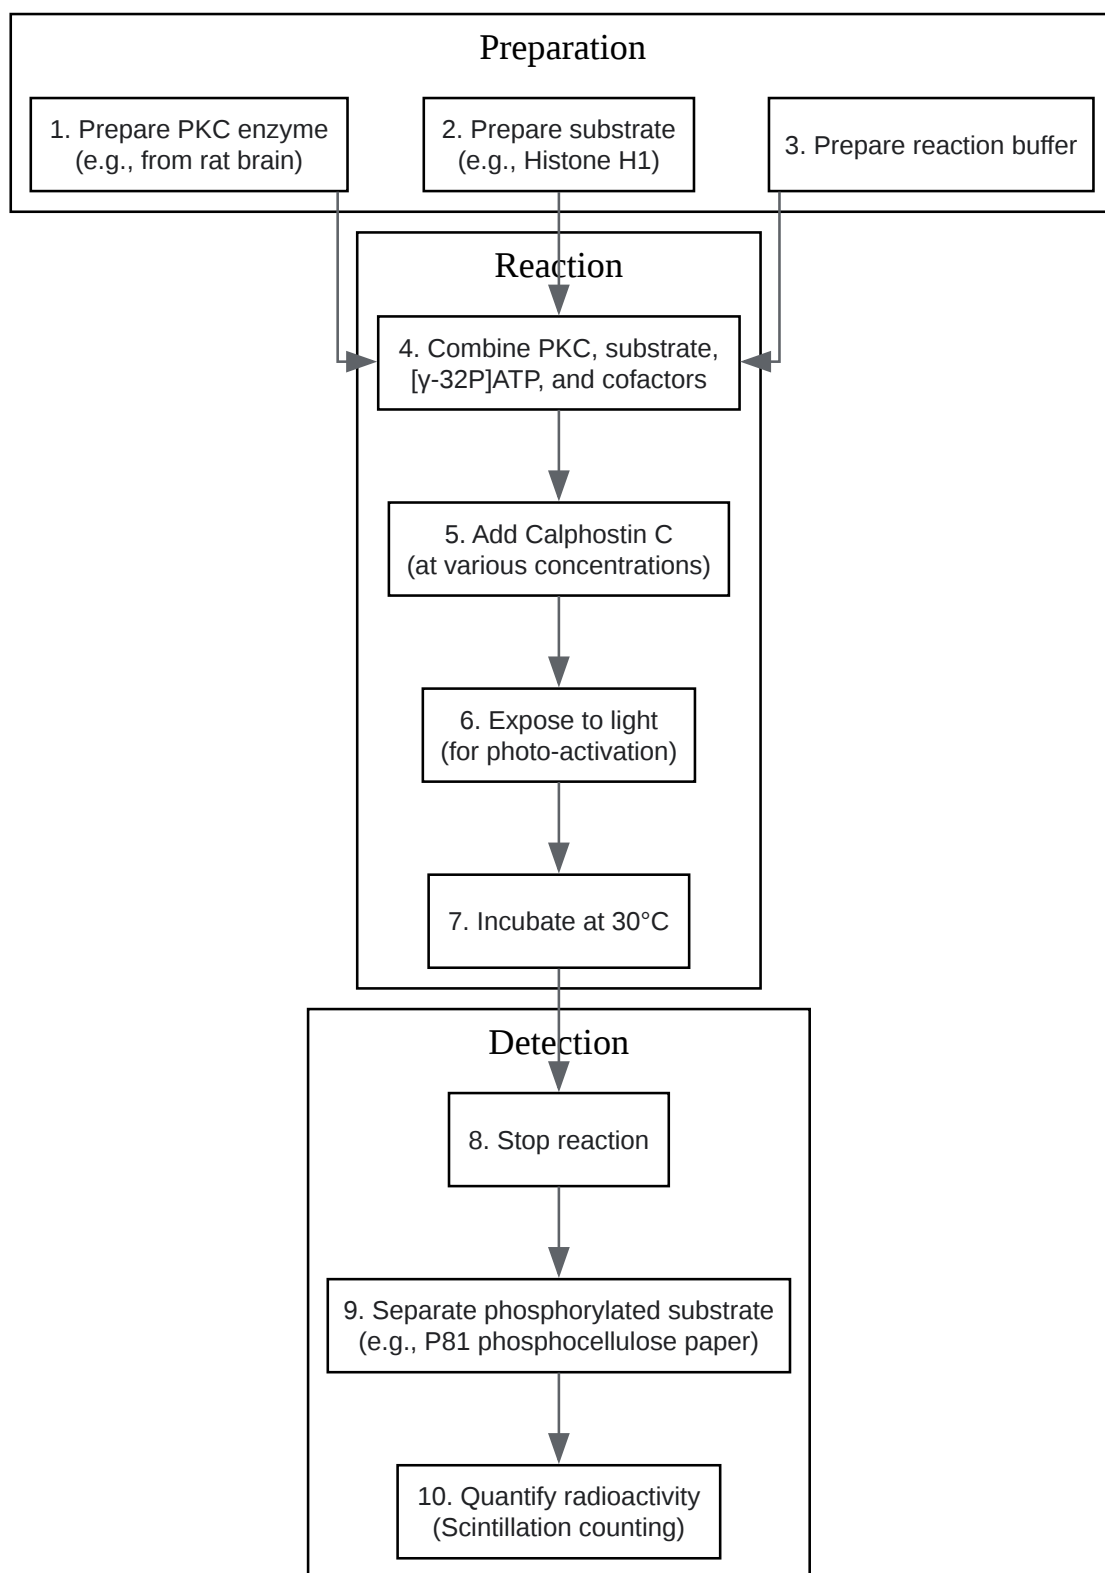 Preparation
1. Prepare PKC enzyme
(e.g., from rat brain)
2. Prepare substrate
(e.g., Histone H1)
3. Prepare reaction buffer
Reaction
4. Combine PKC, substrate,
[γ-32P]ATP, and cofactors
5. Add Calphostin C
(at various concentrations)
6. Expose to light
(for photo-activation)
7. Incubate at 30°C
Detection
8. Stop reaction
9. Separate phosphorylated substrate
(e.g., P81 phosphocellulose paper)
10. Quantify radioactivity
(Scintillation counting)